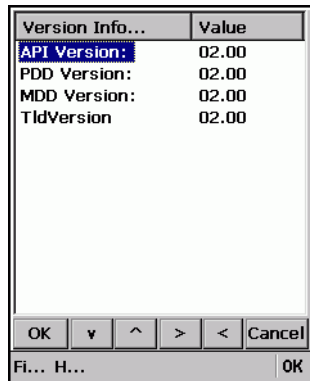 Version Info... Value
API Version: 02.00
PDD Version: 02.00
MDD Version: 02.00
TldVersion 02.00
OK v ^ > < Cancel
Fi... H... OK